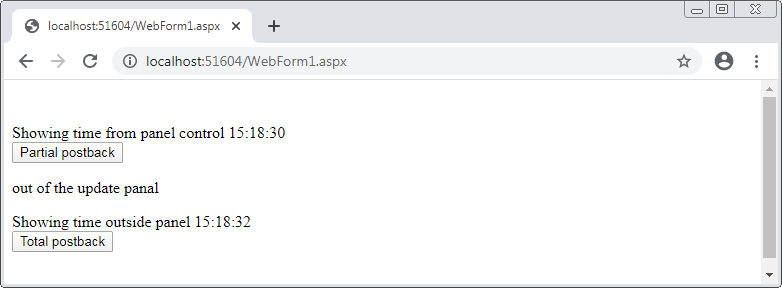 localhost:51604/WebForm1.aspx
localhost:51604/WebForm1.aspx
Showing time from panel control 15:18:30
Partial postback
out of the update panal
Showing time outside panel 15:18:32
Total postback